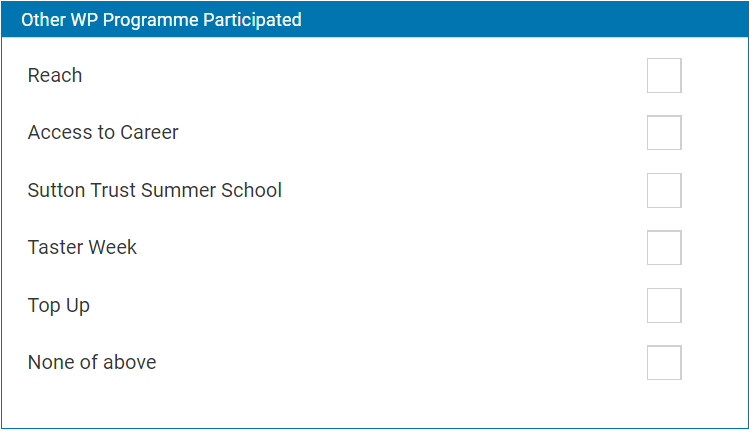 Other WP Programme Participated
Reach
Access to Career
Sutton Trust Summer School
Taster Week
Top Up
None of above